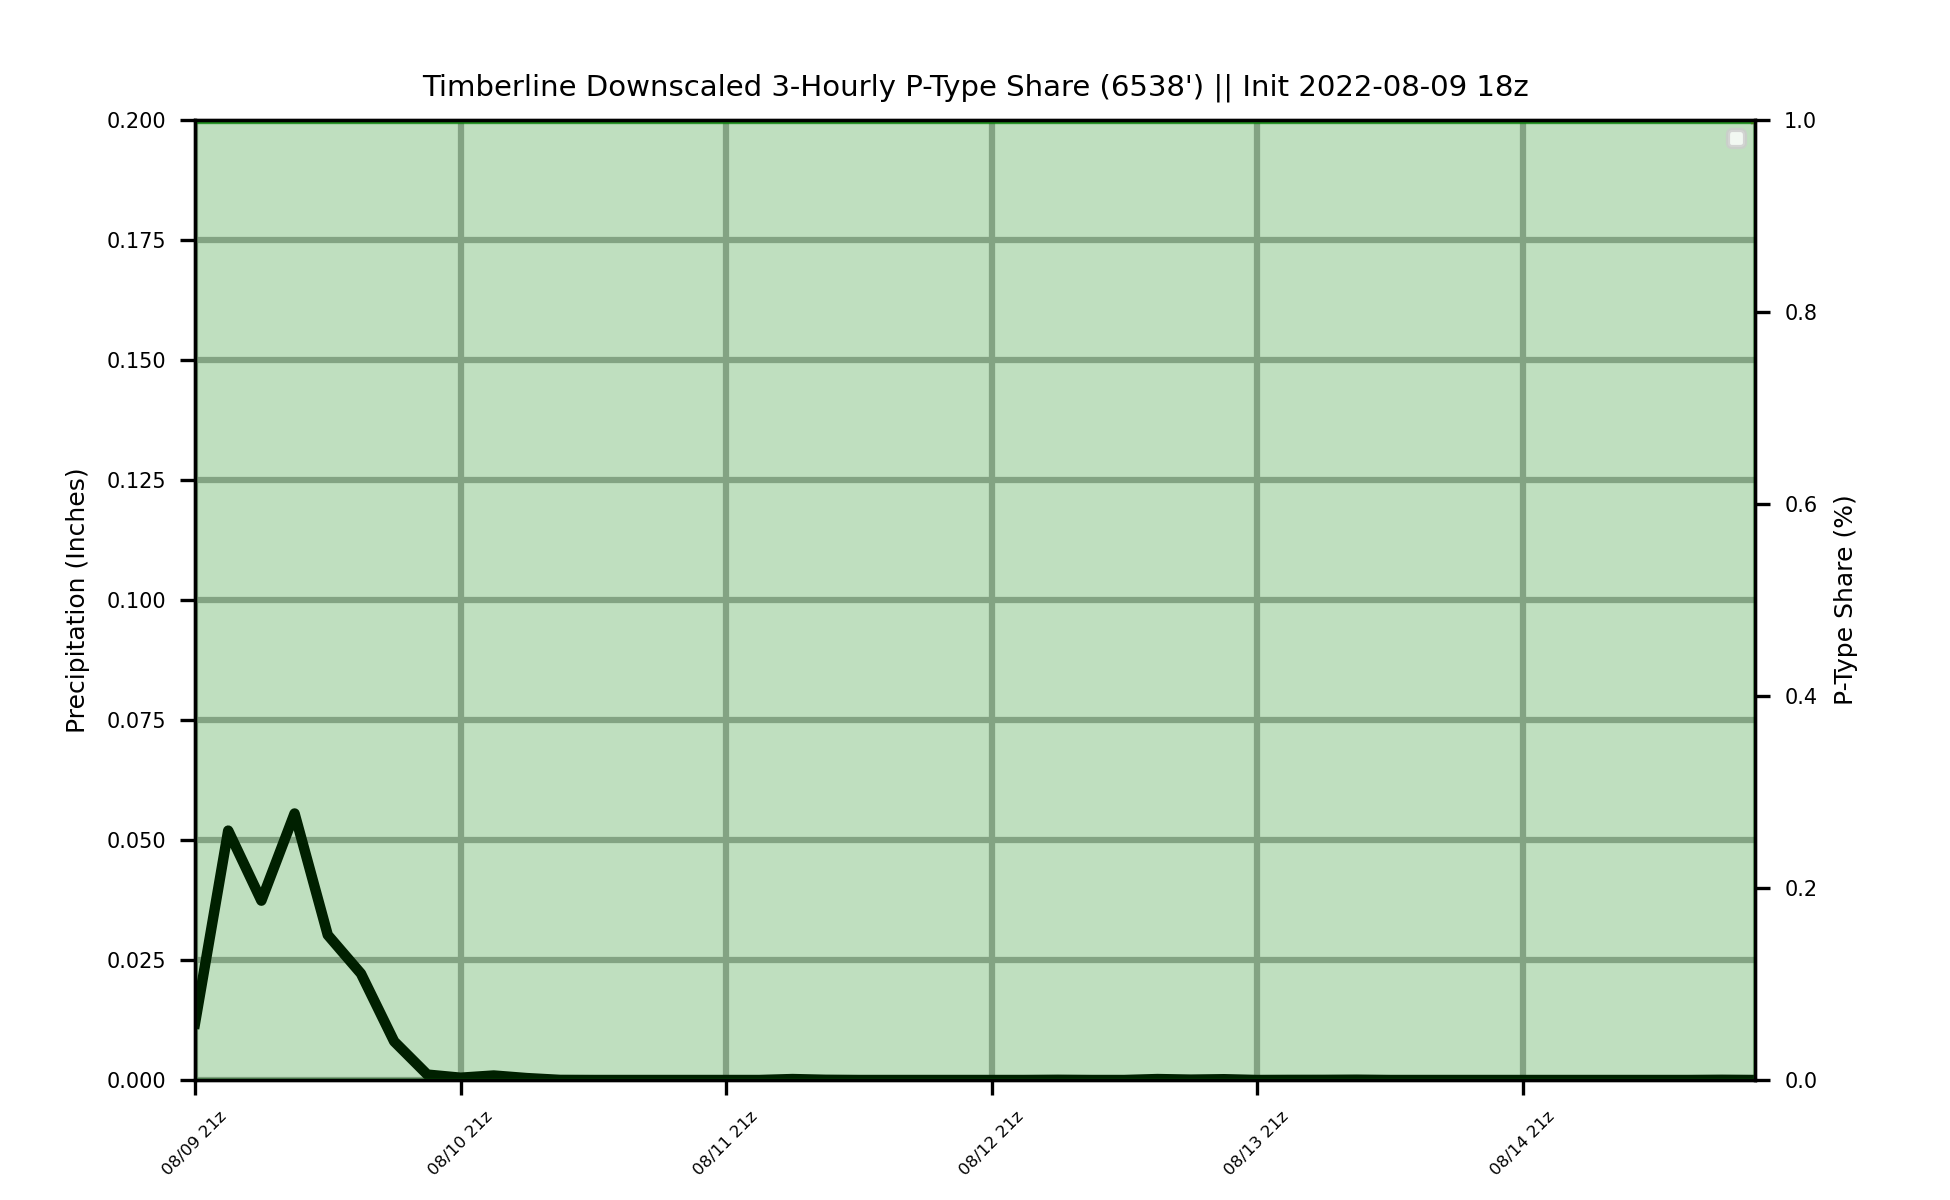 Timberline Downscaled 3-Hourly P-Type Share (6538') || Init 2022-08-09 18z
Precipitation (Inches)
0.200
0.175
0.150
0.125
0.100
0.075
0.050
0.025
0.000
1.0
0.8
0.6
0.4
0.2
0.0
P-Type Share (%)
08/09 21z
08/10 21z
08/11 21z
08/12 21z
08/13 21z
08/14 21z